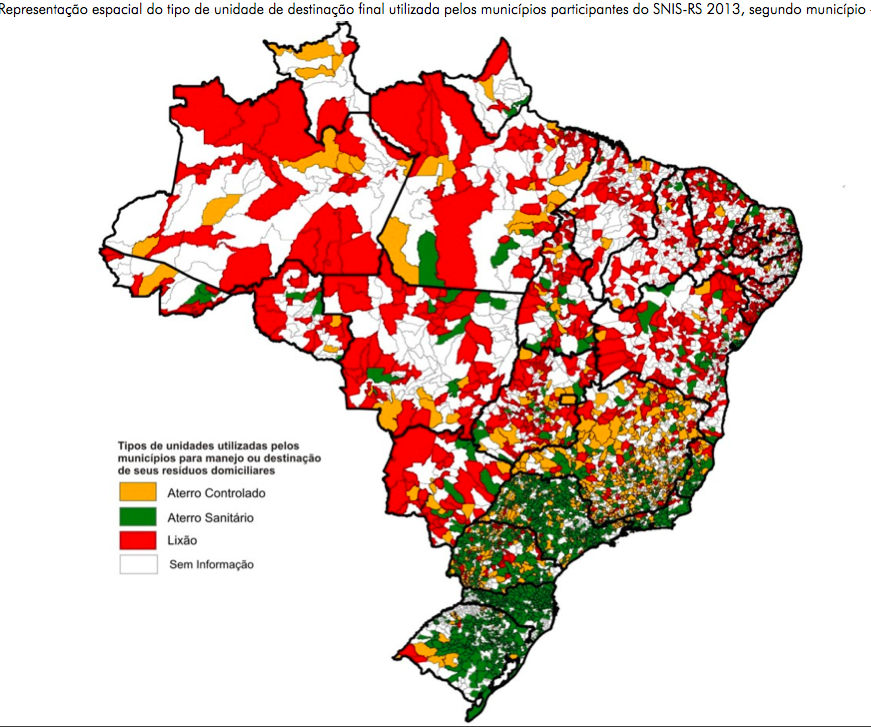 Representação espacial do tipo de unidade de destinação final utilizada pelos municípios participantes do SNIS-RS 2013, segundo município
Tipos de unidades utilizadas pelos
municípios para manejo ou destinação
de seus resíduos domiciliares
Aterro Controlado
Aterro Sanitário
Lixão
Sem Informação